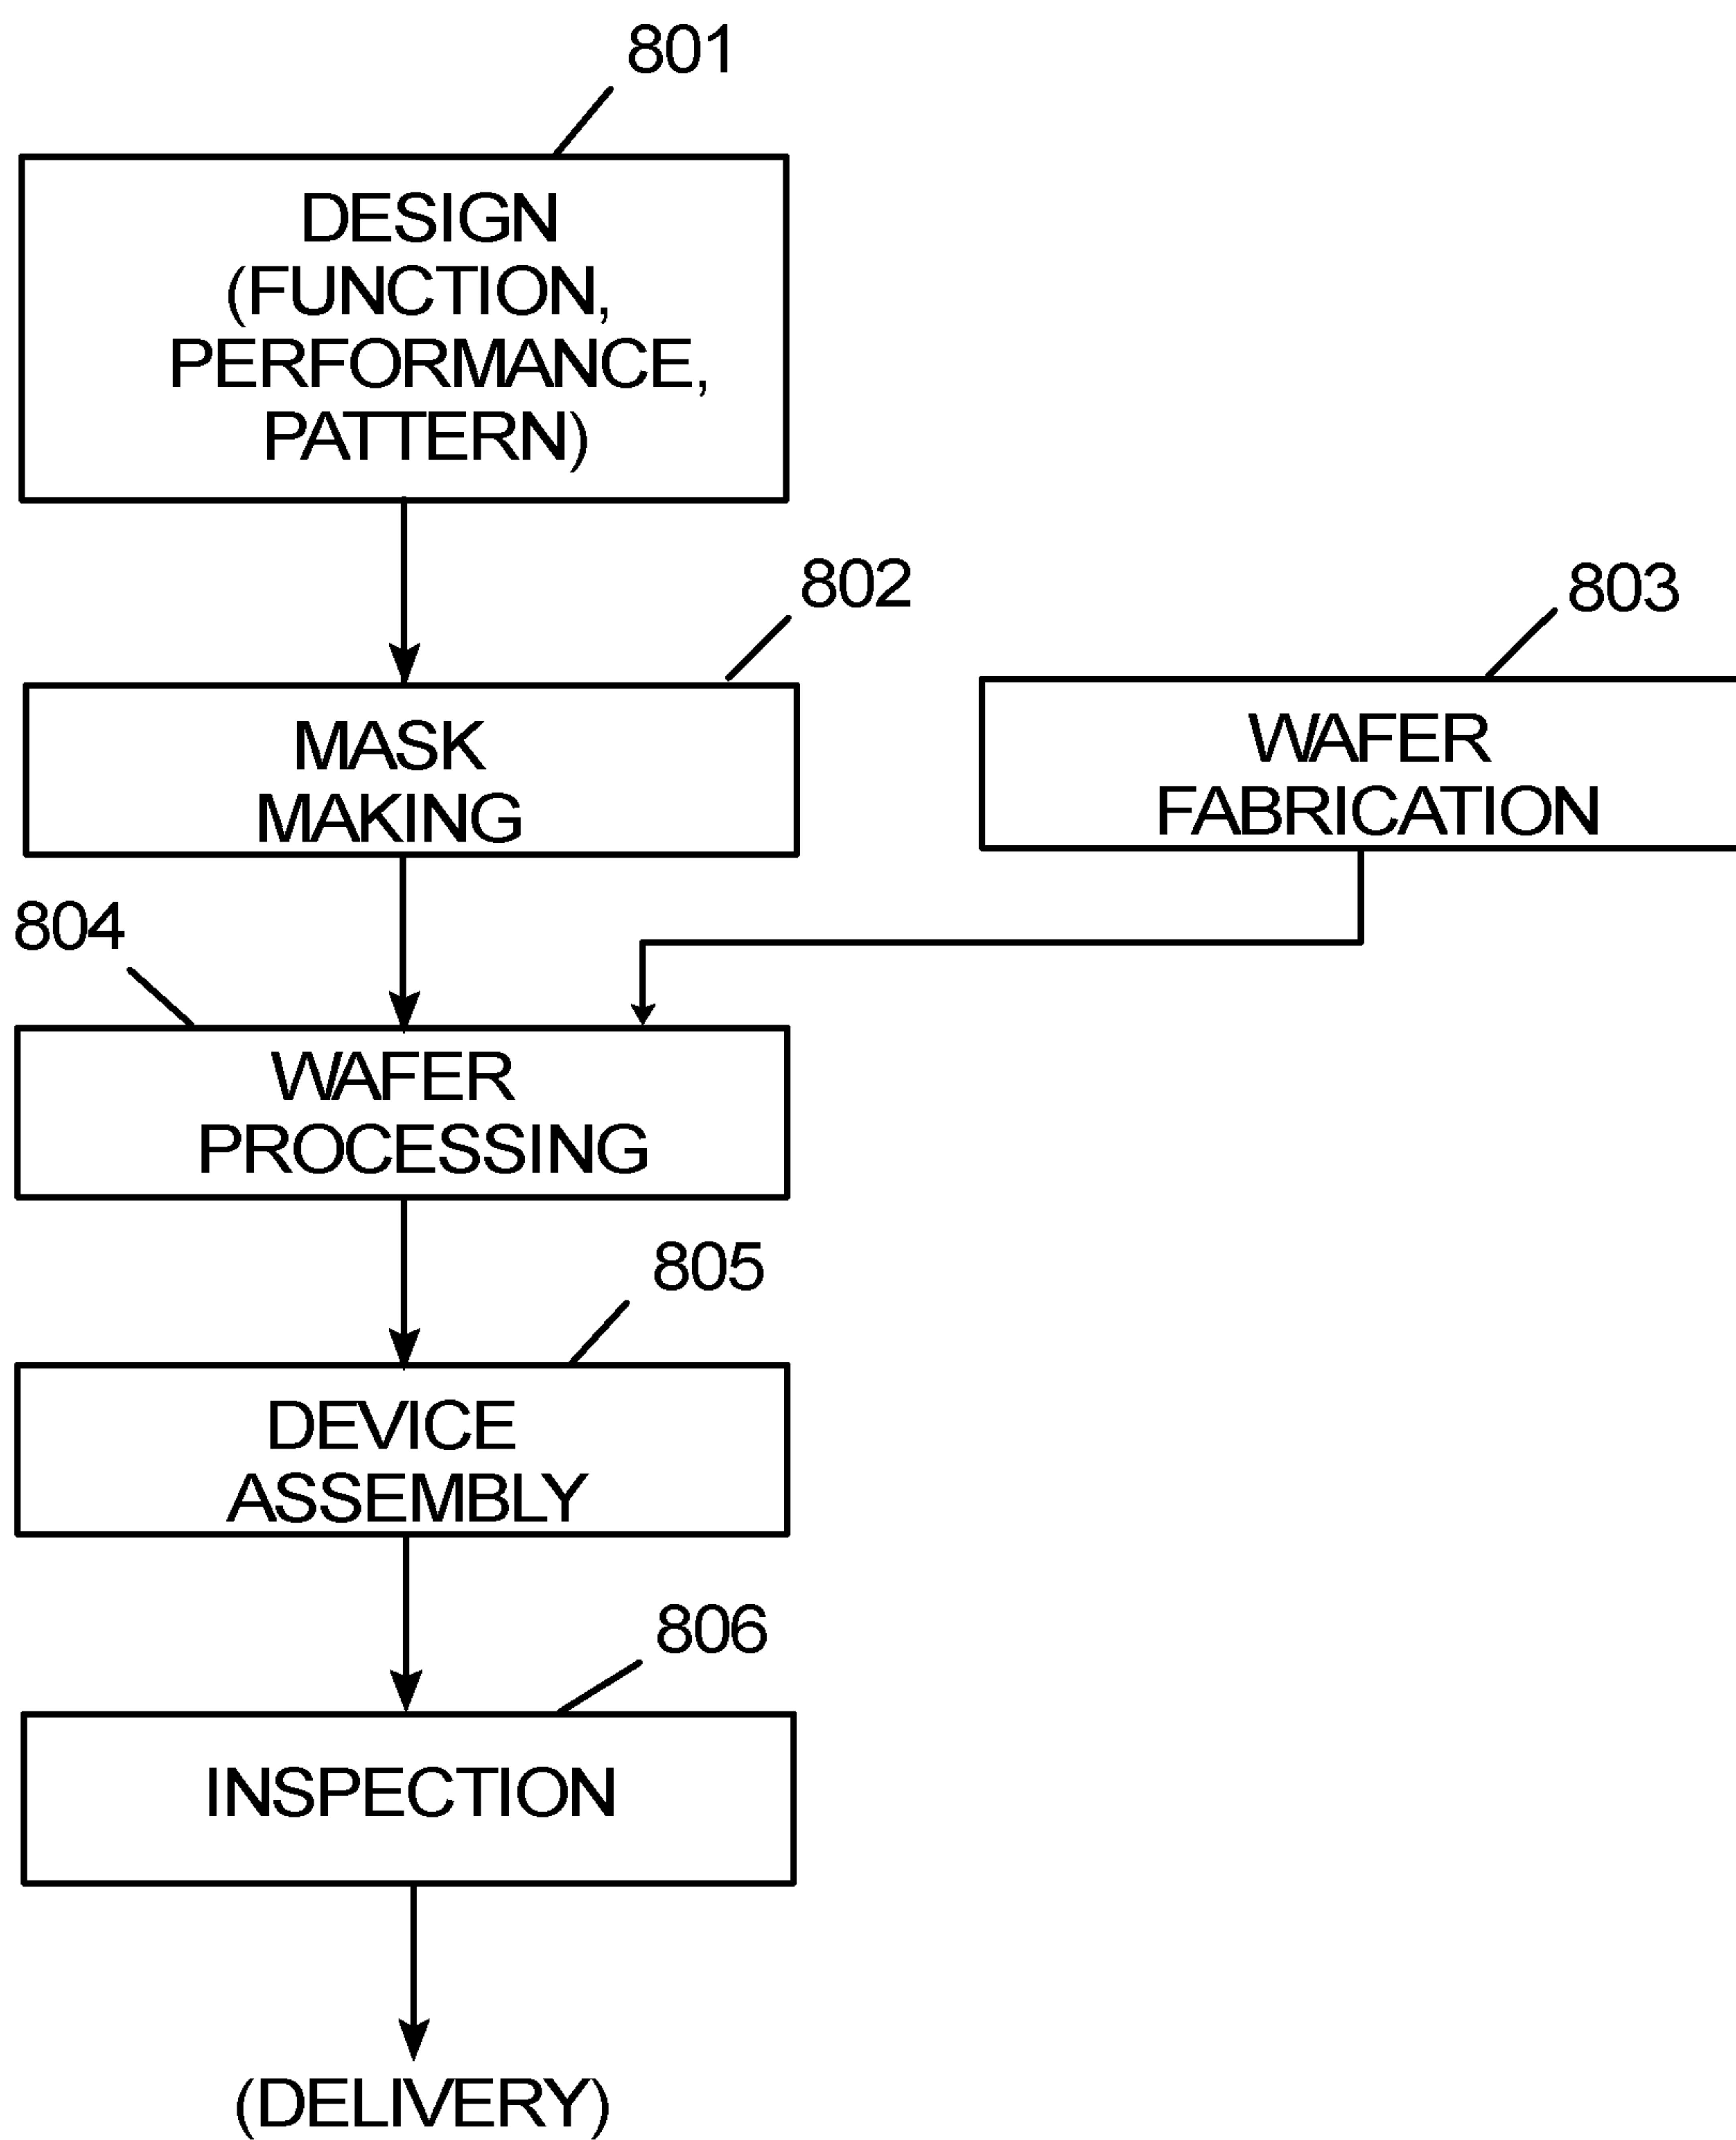 801
DESIGN
(FUNCTION,
PERFORMANCE,
PATTERN)
802
MASK
MAKING
803
WAFER
FABRICATION
804
WAFER
PROCESSING
805
DEVICE
ASSEMBLY
806
INSPECTION
(DELIVERY)